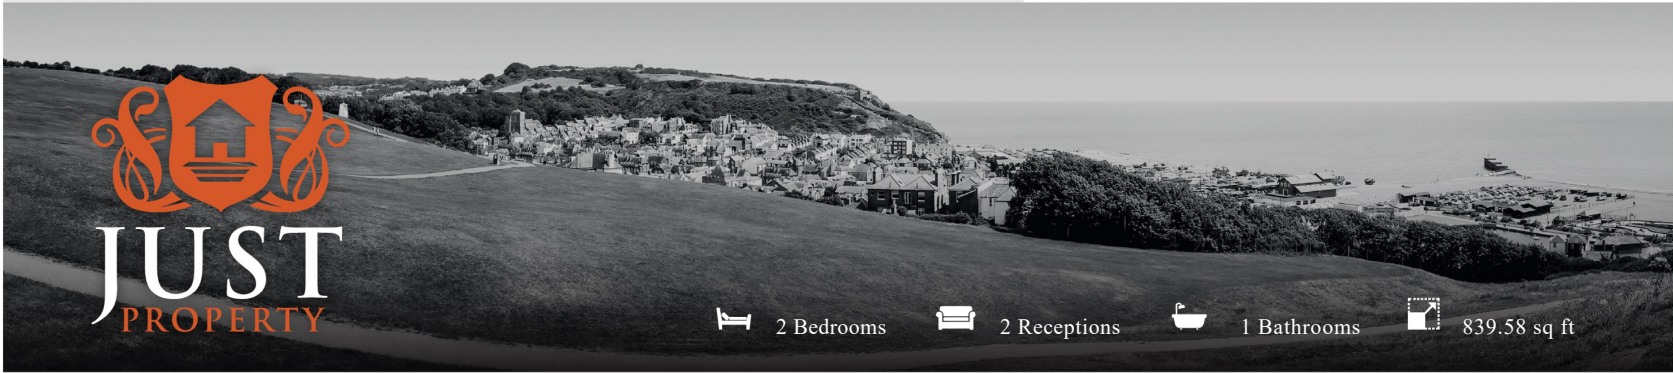 JUST
PROPERTY
2 Bedrooms
2 Receptions
1 Bathrooms
839.58 sq ft